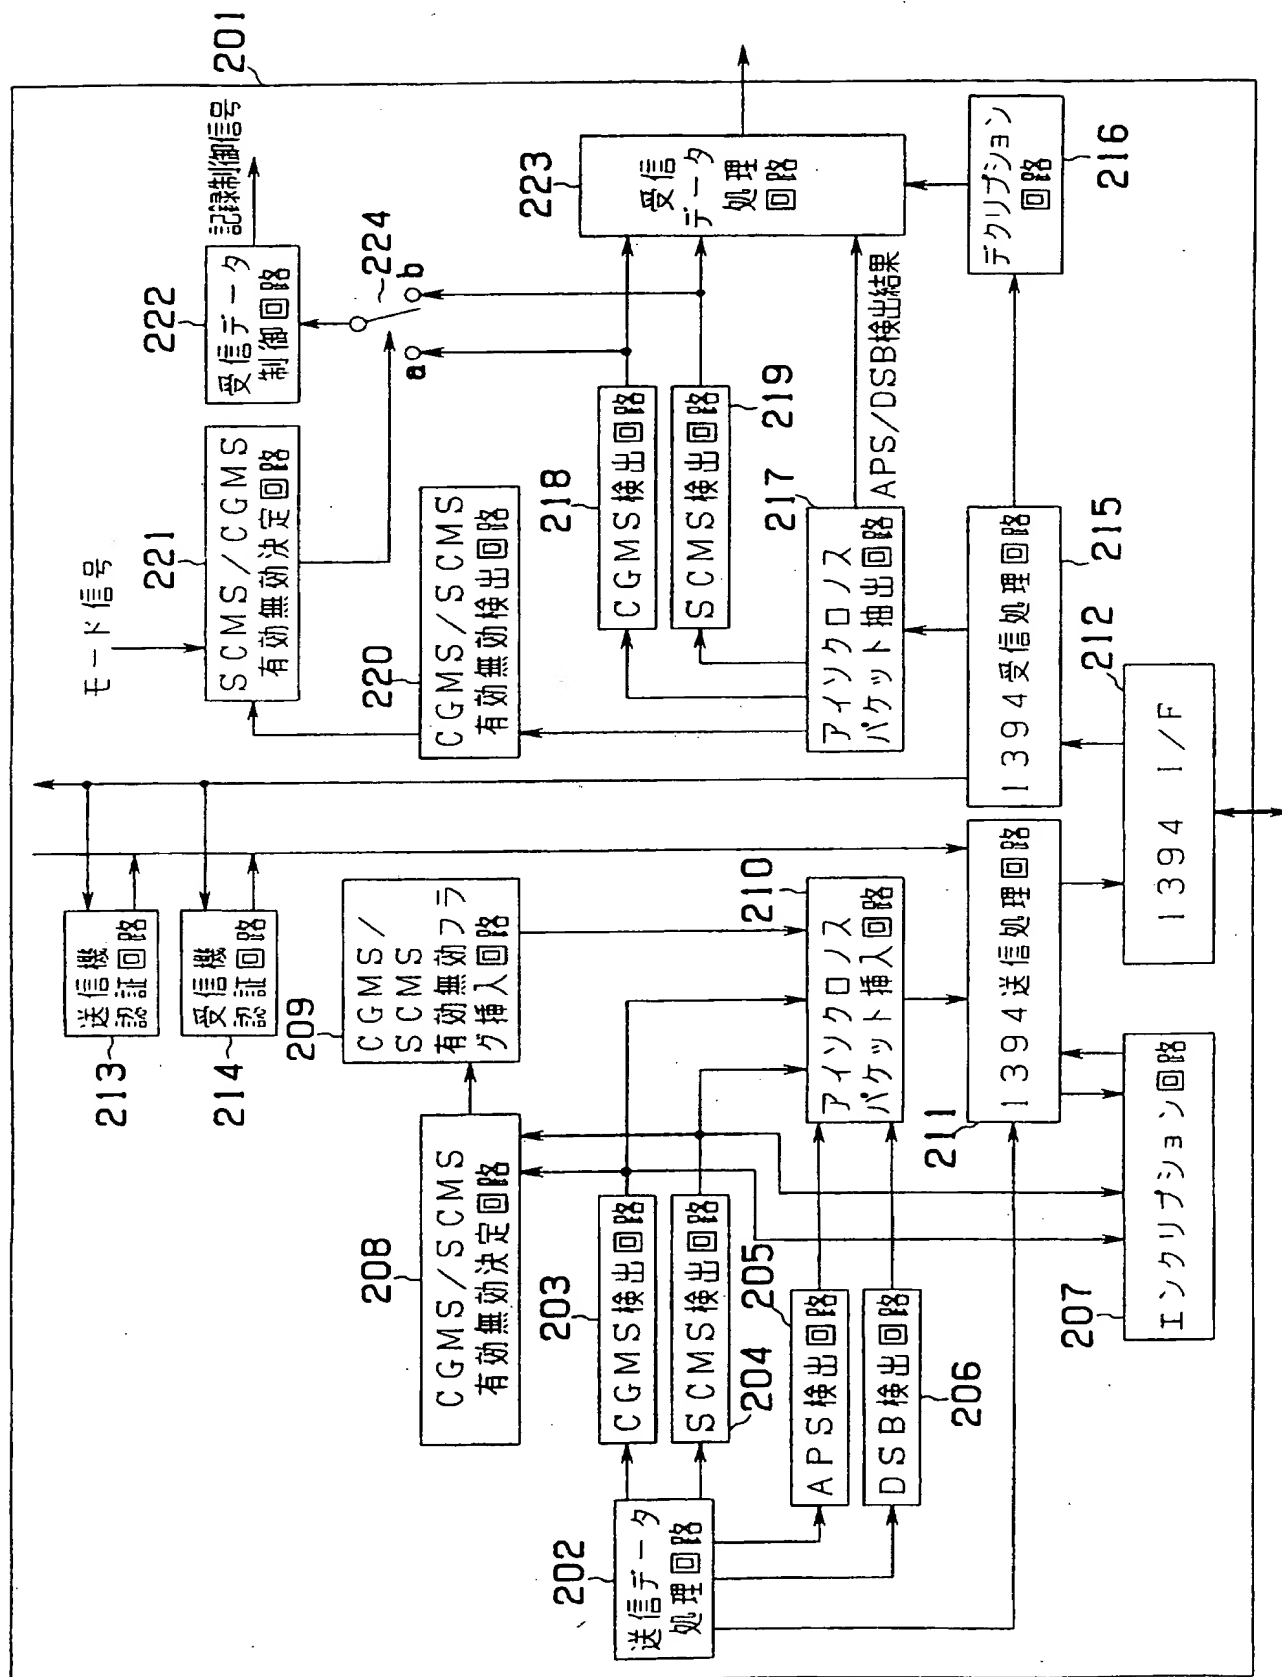 201
送信データ
処理回路
202
CGMS検出回路
203
SCMS検出回路
204
APS検出回路
205
DSB検出回路
206
エンクリプション回路
207
CGMS/SCMS
有効無効決定回路
208
CGMS/
SCMS
有効無効フラ
グ挿入回路
209
アイソクロノス
パケット挿入回路
210
1394送信処理回路
211
1394 I/F
212
送信機
認証回路
213
受信機
認証回路
214
1394受信処理回路
215
デクリプション
回路
216
アイソクロノス
パケット抽出回路
217
APS/DSB検出結果
CGMS検出回路
218
SCMS検出回路
219
CGMS/SCMS
有効無効検出回路
220
モード信号
SCMS/CGMS
有効無効決定回路
221
受信データ
制御回路
222
記録制御信号
224
a
b
受信
データ
処理
回路
223